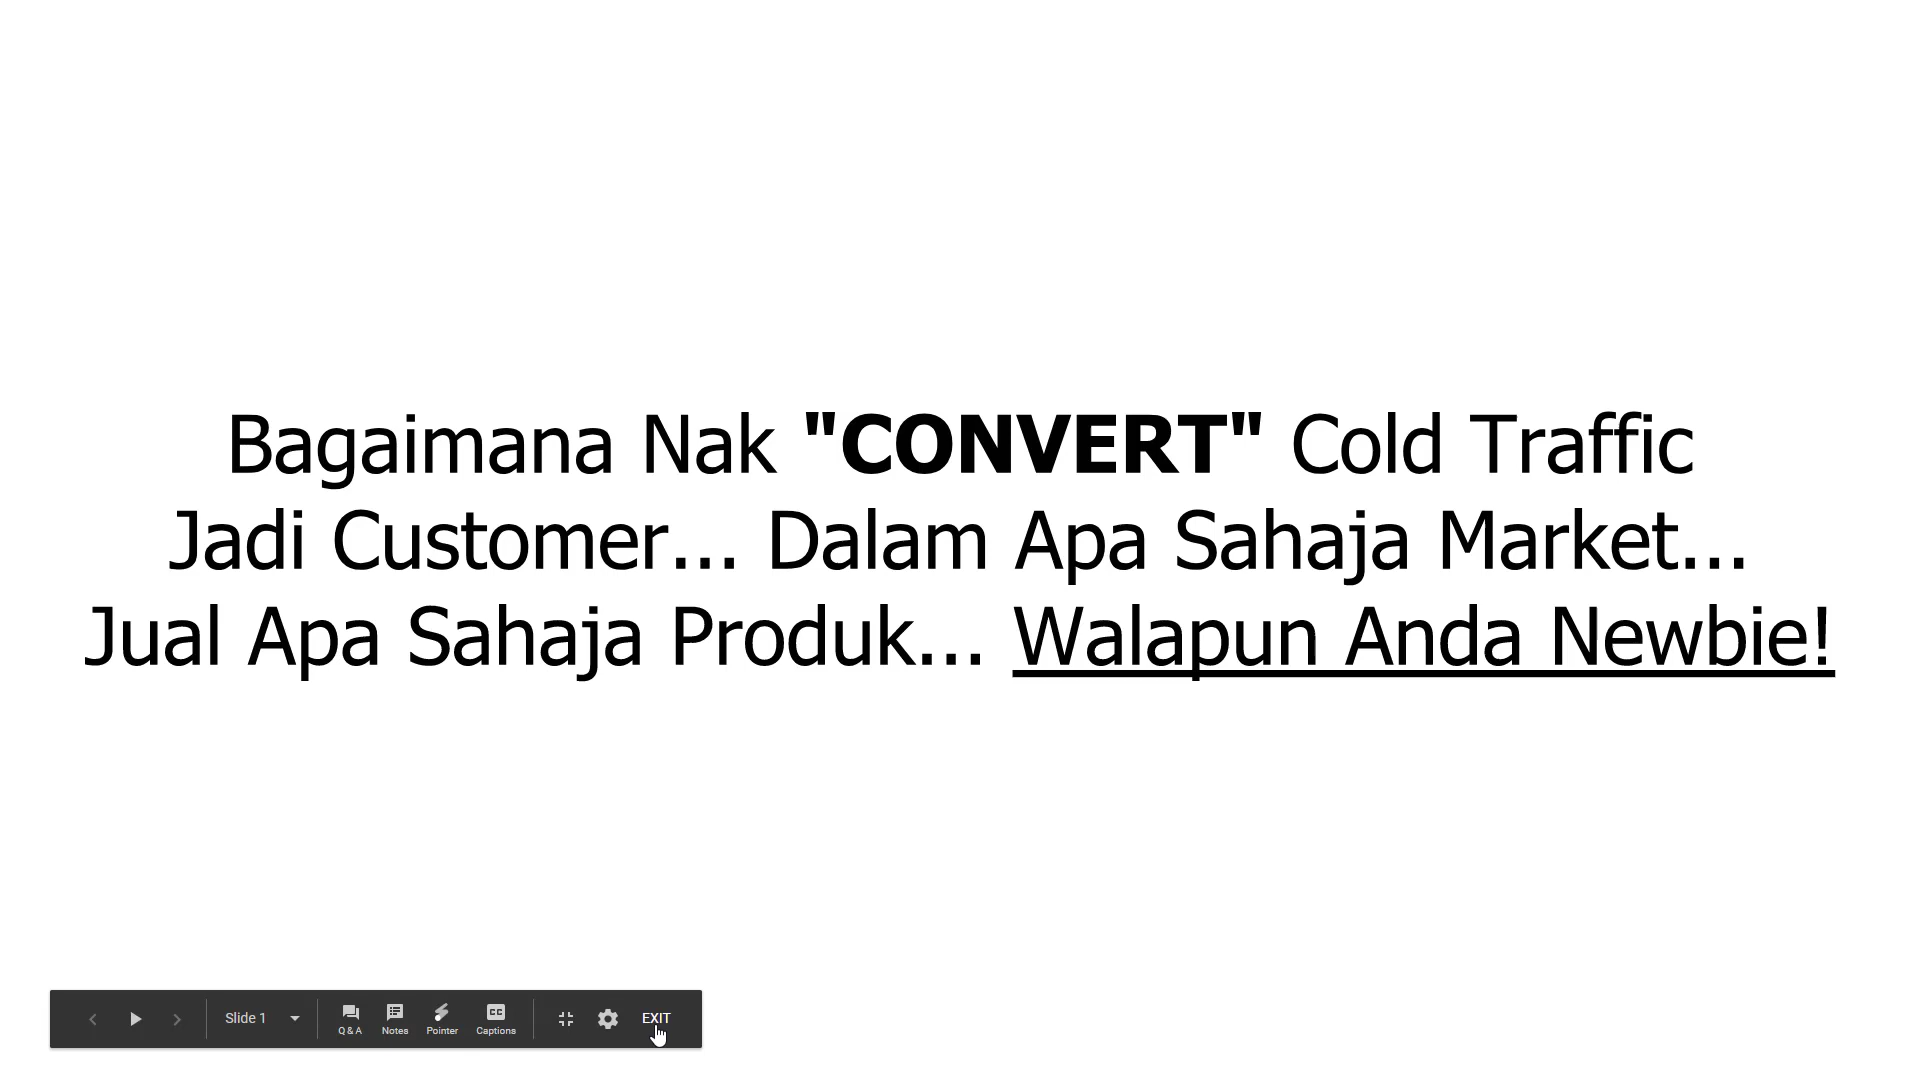 Bagaimana Nak "CONVERT" Cold Traffic
Jadi Customer... Dalam Apa Sahaja Market...
Jual Apa Sahaja Produk... Walapun Anda Newbie!
Slide 1
Q & A
Notes
Pointer
CC
Captions
EXIT